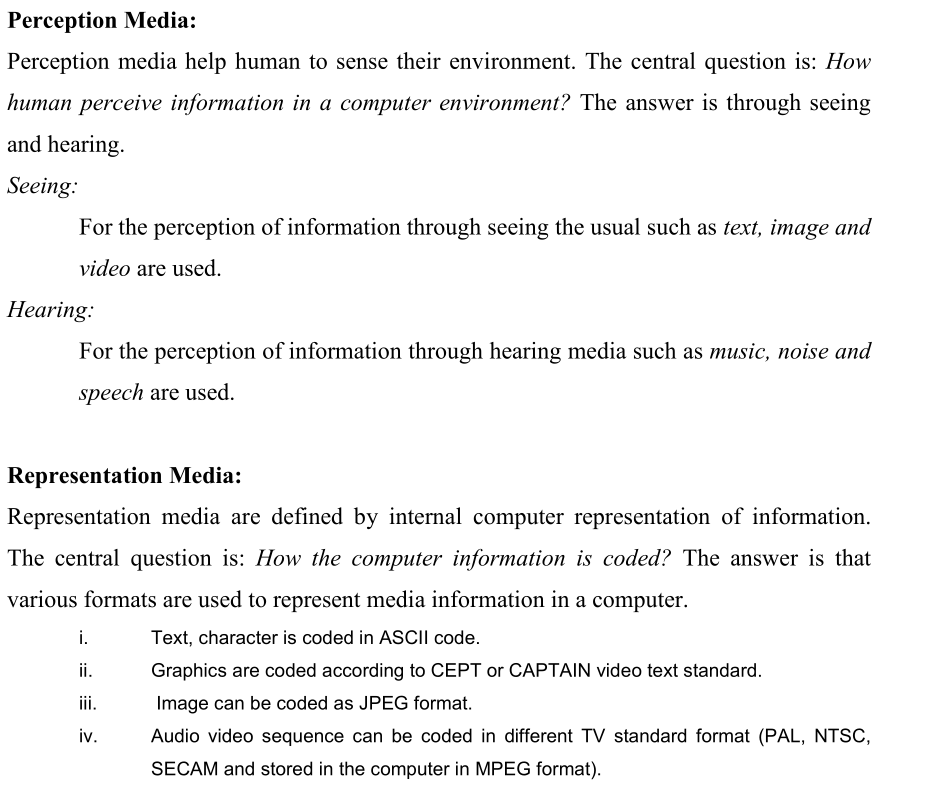 Perception Media:
Perception media help human to sense their environment. The central question is: How
human perceive information in a computer environment? The answer is through seeing
and hearing.
Seeing:
For the perception of information through seeing the usual such as text, image and
video are used.
Hearing:
For the perception of information through hearing media such as music, noise and
speech are used.
Representation Media:
Representation media are defined by internal computer representation of information.
The central question is: How the computer information is coded? The answer is that
various formats are used to represent media information in a computer.
i. Text, character is coded in ASCII code.
ii. Graphics are coded according to CEPT or CAPTAIN video text standard.
iii. Image can be coded as JPEG format.
iv. Audio video sequence can be coded in different TV standard format (PAL, NTSC,
SECAM and stored in the computer in MPEG format).